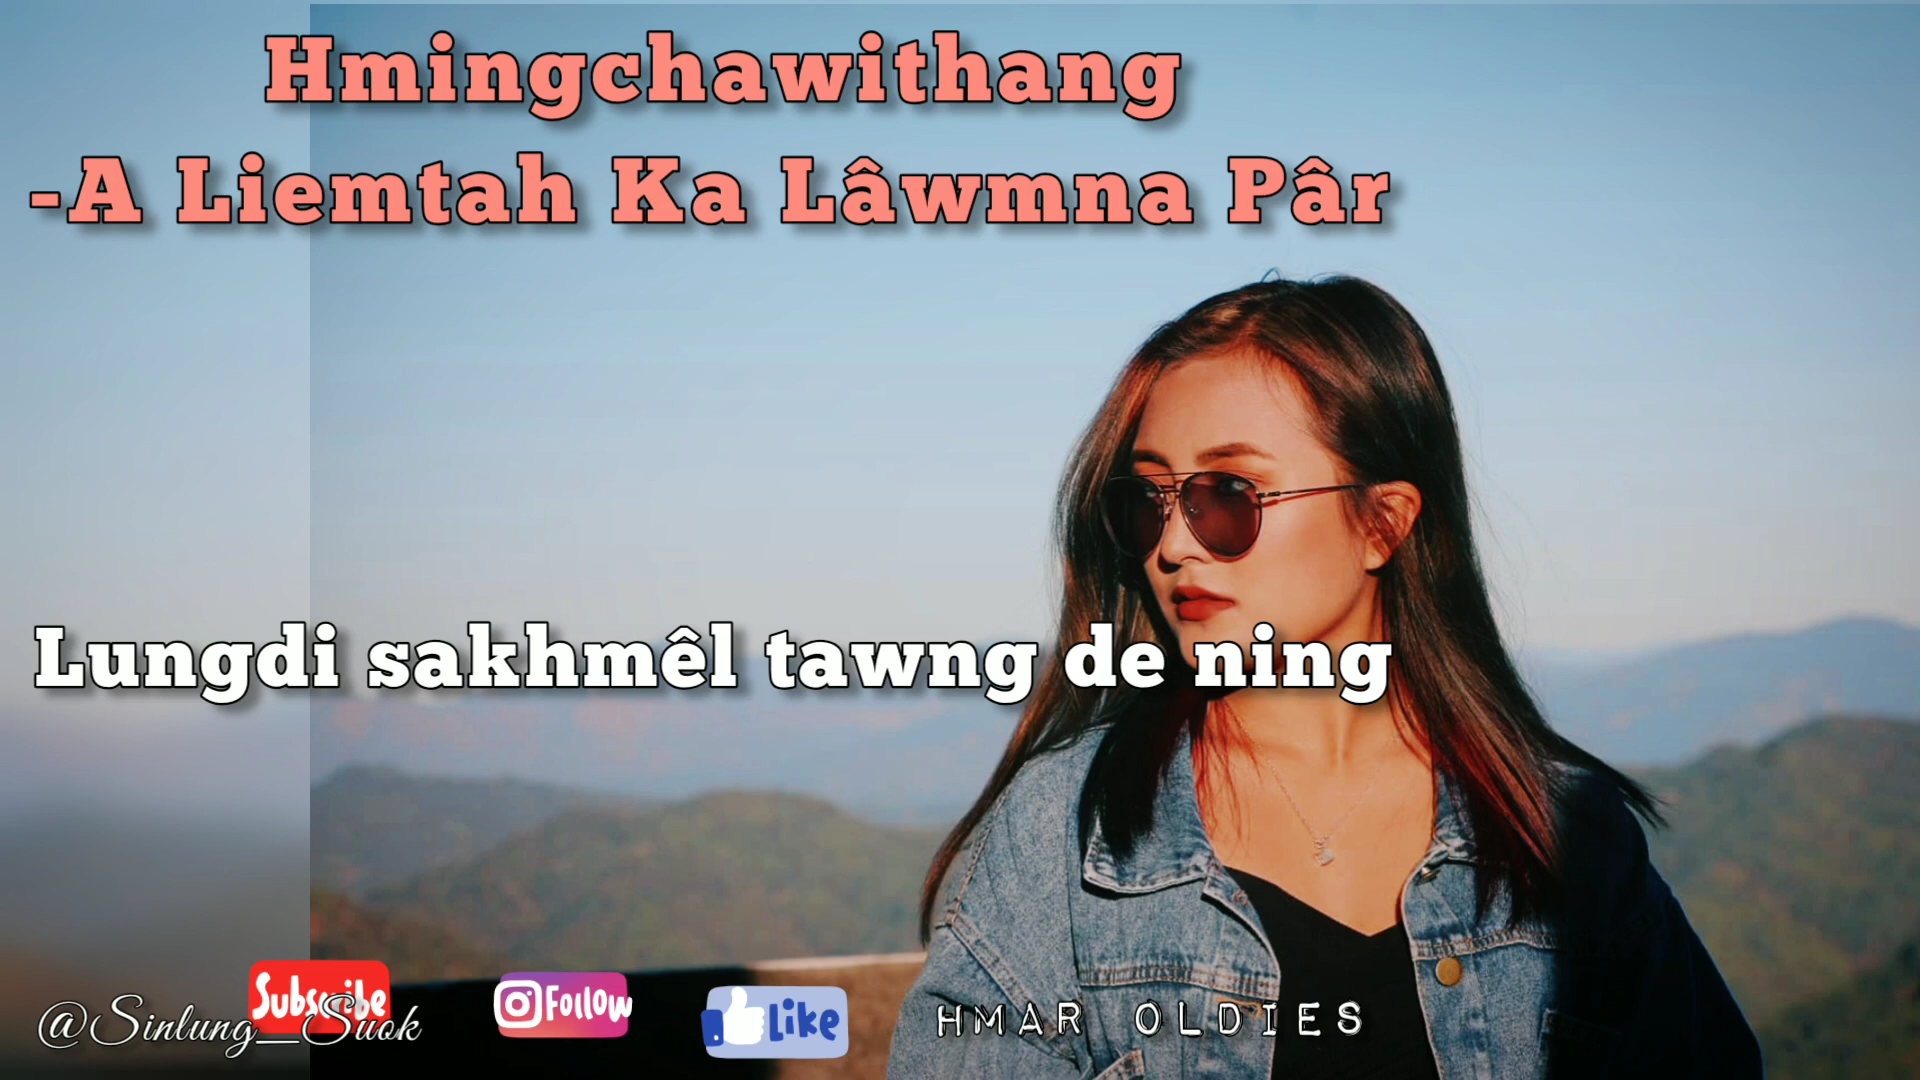 Hmingchawithang
-A Liemtah Ka Lâwmna Pâr
Lungdi sakhmêl tawng de ning
Subscribe
@Sinlung_Suok
Follow
Like
HMAR OLDIES